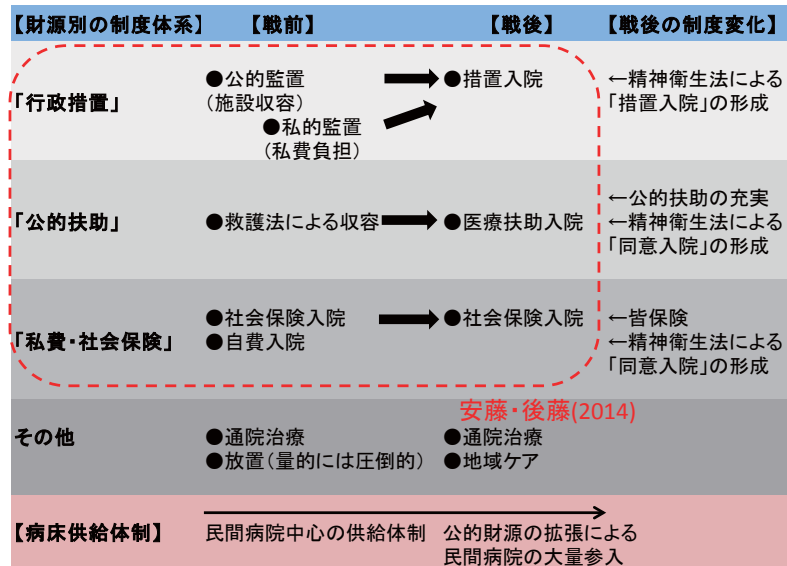 【財源別の制度体系】 【戦前】 【戦後】 【戦後の制度変化】
「行政措置」
●公的監置
(施設収容)
●私的監置
(私費負担)
●措置入院
←精神衛生法による
「措置入院」の形成
「公的扶助」
●救護法による収容
●医療扶助入院
←公的扶助の充実
←精神衛生法による
「同意入院」の形成
「私費・社会保険」
●社会保険入院
●自費入院
●社会保険入院
←皆保険
←精神衛生法による
「同意入院」の形成
安藤・後藤(2014)
その他
●通院治療
●放置(量的には圧倒的)
●通院治療
●地域ケア
【病床供給体制】
民間病院中心の供給体制
公的財源の拡張による
民間病院の大量参入